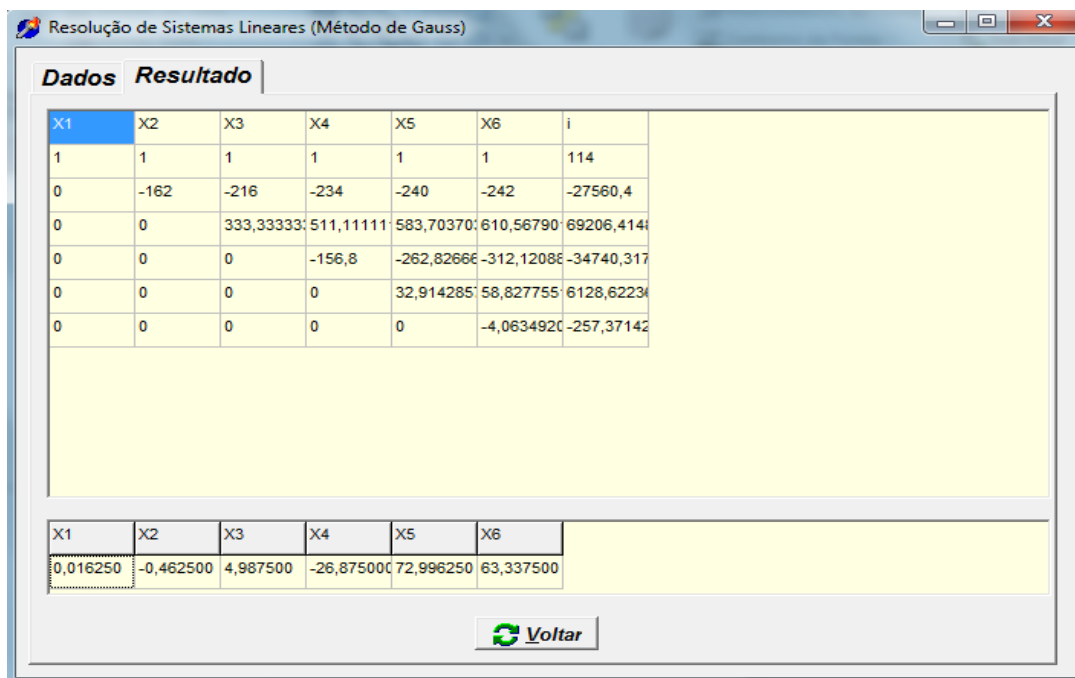 Resolução de Sistemas Lineares (Método de Gauss)
Dados Resultado
X1 X2 X3 X4 X5 X6 i
1 1 1 1 1 1 114
0 -162 -216 -234 -240 -242 -27560,4
0 0 333,333333 511,11111 583,703703 610,56790 69206,4148
0 0 0 -156,8 -262,82666 -312,12088 -34740,317
0 0 0 0 32,914285 58,827755 6128,62236
0 0 0 0 0 -4,0634920 -257,37142
X1 X2 X3 X4 X5 X6
0,016250 -0,462500 4,987500 -26,875000 72,996250 63,337500
Voltar